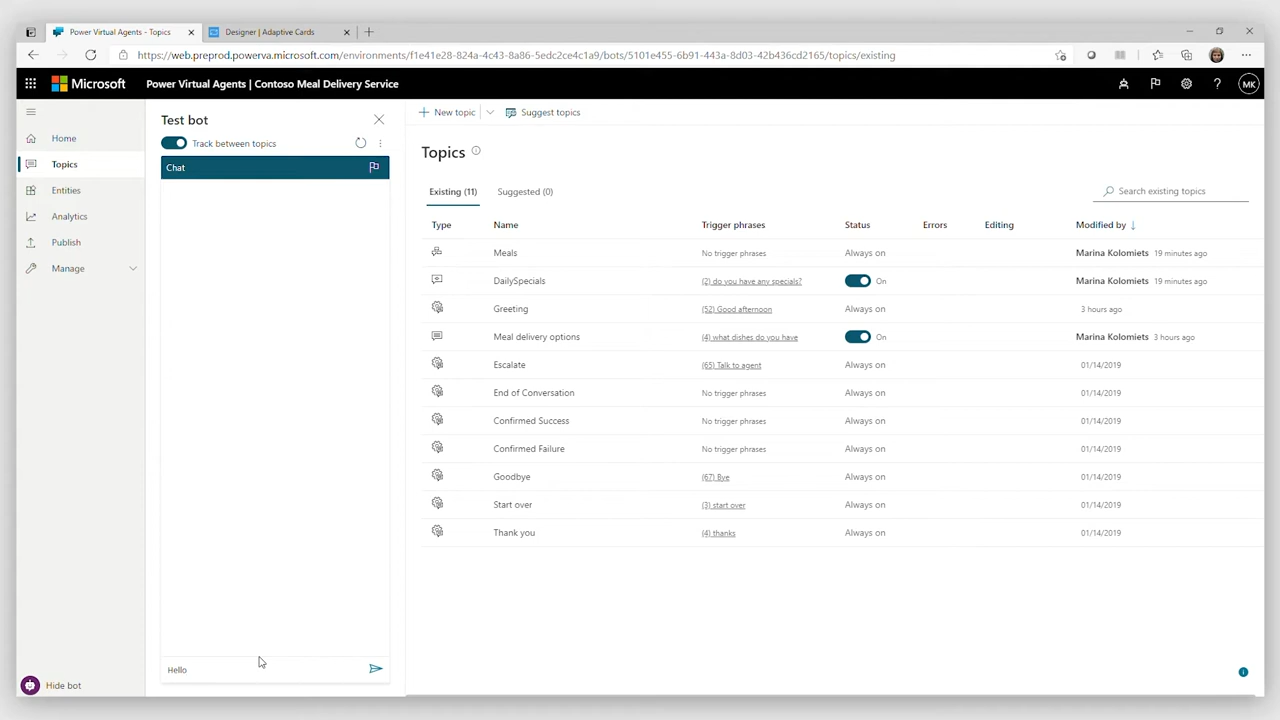 Power Virtual Agents - Topics
Designer | Adaptive Cards
https://web.preprod.powerva.microsoft.com/environments/f1e41e28-824a-4c43-8a86-5edc2ce4c1a9/bots/5101e455-6b91-443a-8d03-42b436cd2165/topics/existing
Microsoft
Power Virtual Agents | Contoso Meal Delivery Service
MK
Home
Topics
Entities
Analytics
Publish
Manage
Hide bot
Test bot
Track between topics
Chat
Hello
New topic
Suggest topics
Topics
Existing (11)
Suggested (0)
Search existing topics
Type Name Trigger phrases Status Errors Editing Modified by
Meals No trigger phrases Always on Marina Kolomiets 19 minutes ago
DailySpecials (2) do you have any specials? On Marina Kolomiets 19 minutes ago
Greeting (52) Good afternoon Always on 3 hours ago
Meal delivery options (4) what dishes do you have On Marina Kolomiets 3 hours ago
Escalate (65) Talk to agent Always on 01/14/2019
End of Conversation No trigger phrases Always on 01/14/2019
Confirmed Success No trigger phrases Always on 01/14/2019
Confirmed Failure No trigger phrases Always on 01/14/2019
Goodbye (67) Bye Always on 01/14/2019
Start over (3) start over Always on 01/14/2019
Thank you (4) thanks Always on 01/14/2019